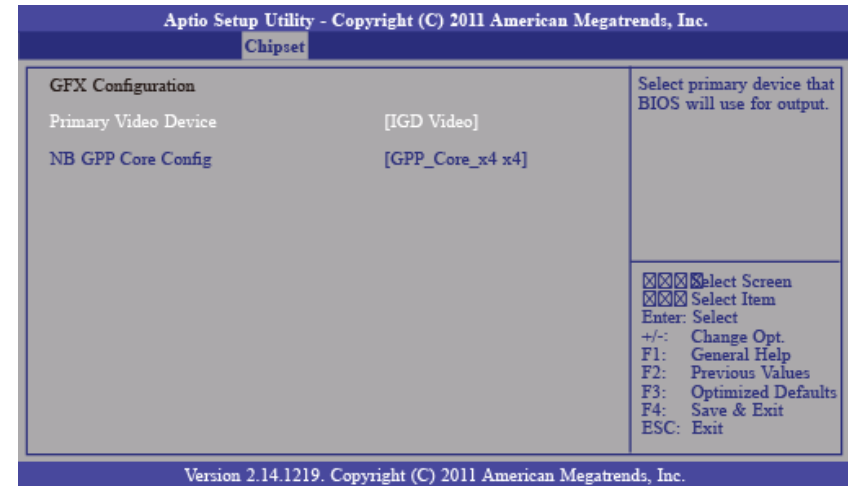 Aptio Setup Utility - Copyright (C) 2011 American Megatrends, Inc.
Chipset
GFX Configuration
Primary Video Device [IGD Video]
NB GPP Core Config [GPP_Core_x4 x4]
Select primary device that
BIOS will use for output.
Select Screen
Select Item
Enter: Select
+/-: Change Opt.
F1: General Help
F2: Previous Values
F3: Optimized Defaults
F4: Save & Exit
ESC: Exit
Version 2.14.1219. Copyright (C) 2011 American Megatrends, Inc.